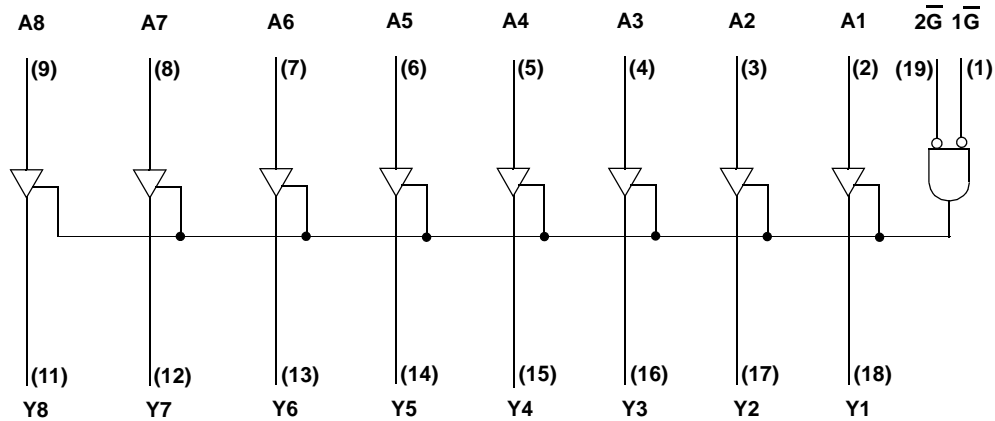 A8 A7 A6 A5 A4 A3 A2 A1 2G̅ 1G̅
(9) (8) (7) (6) (5) (4) (3) (2) (19) (1)
(11) (12) (13) (14) (15) (16) (17) (18)
Y8 Y7 Y6 Y5 Y4 Y3 Y2 Y1